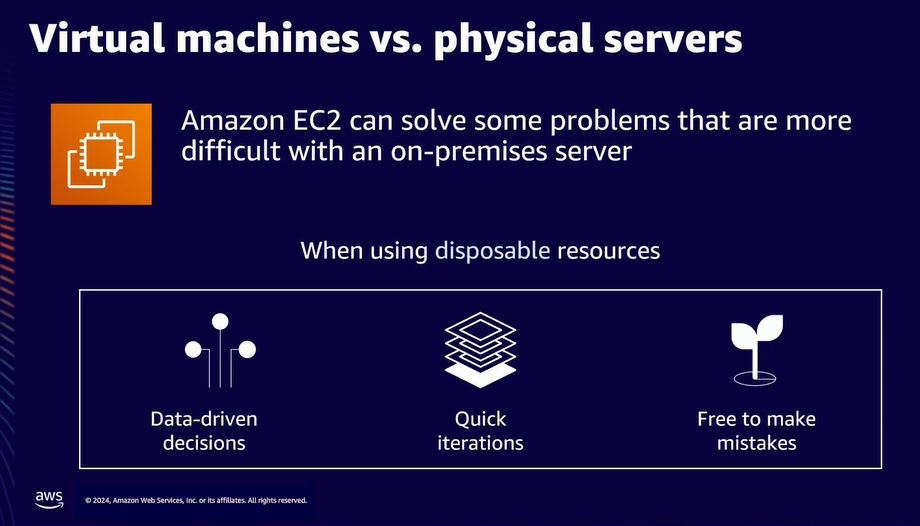 Virtual machines vs. physical servers
Amazon EC2 can solve some problems that are more
difficult with an on-premises server
When using disposable resources
Data-driven
decisions
Quick
iterations
Free to make
mistakes
aws
© 2024, Amazon Web Services, Inc. or its affiliates. All rights reserved.